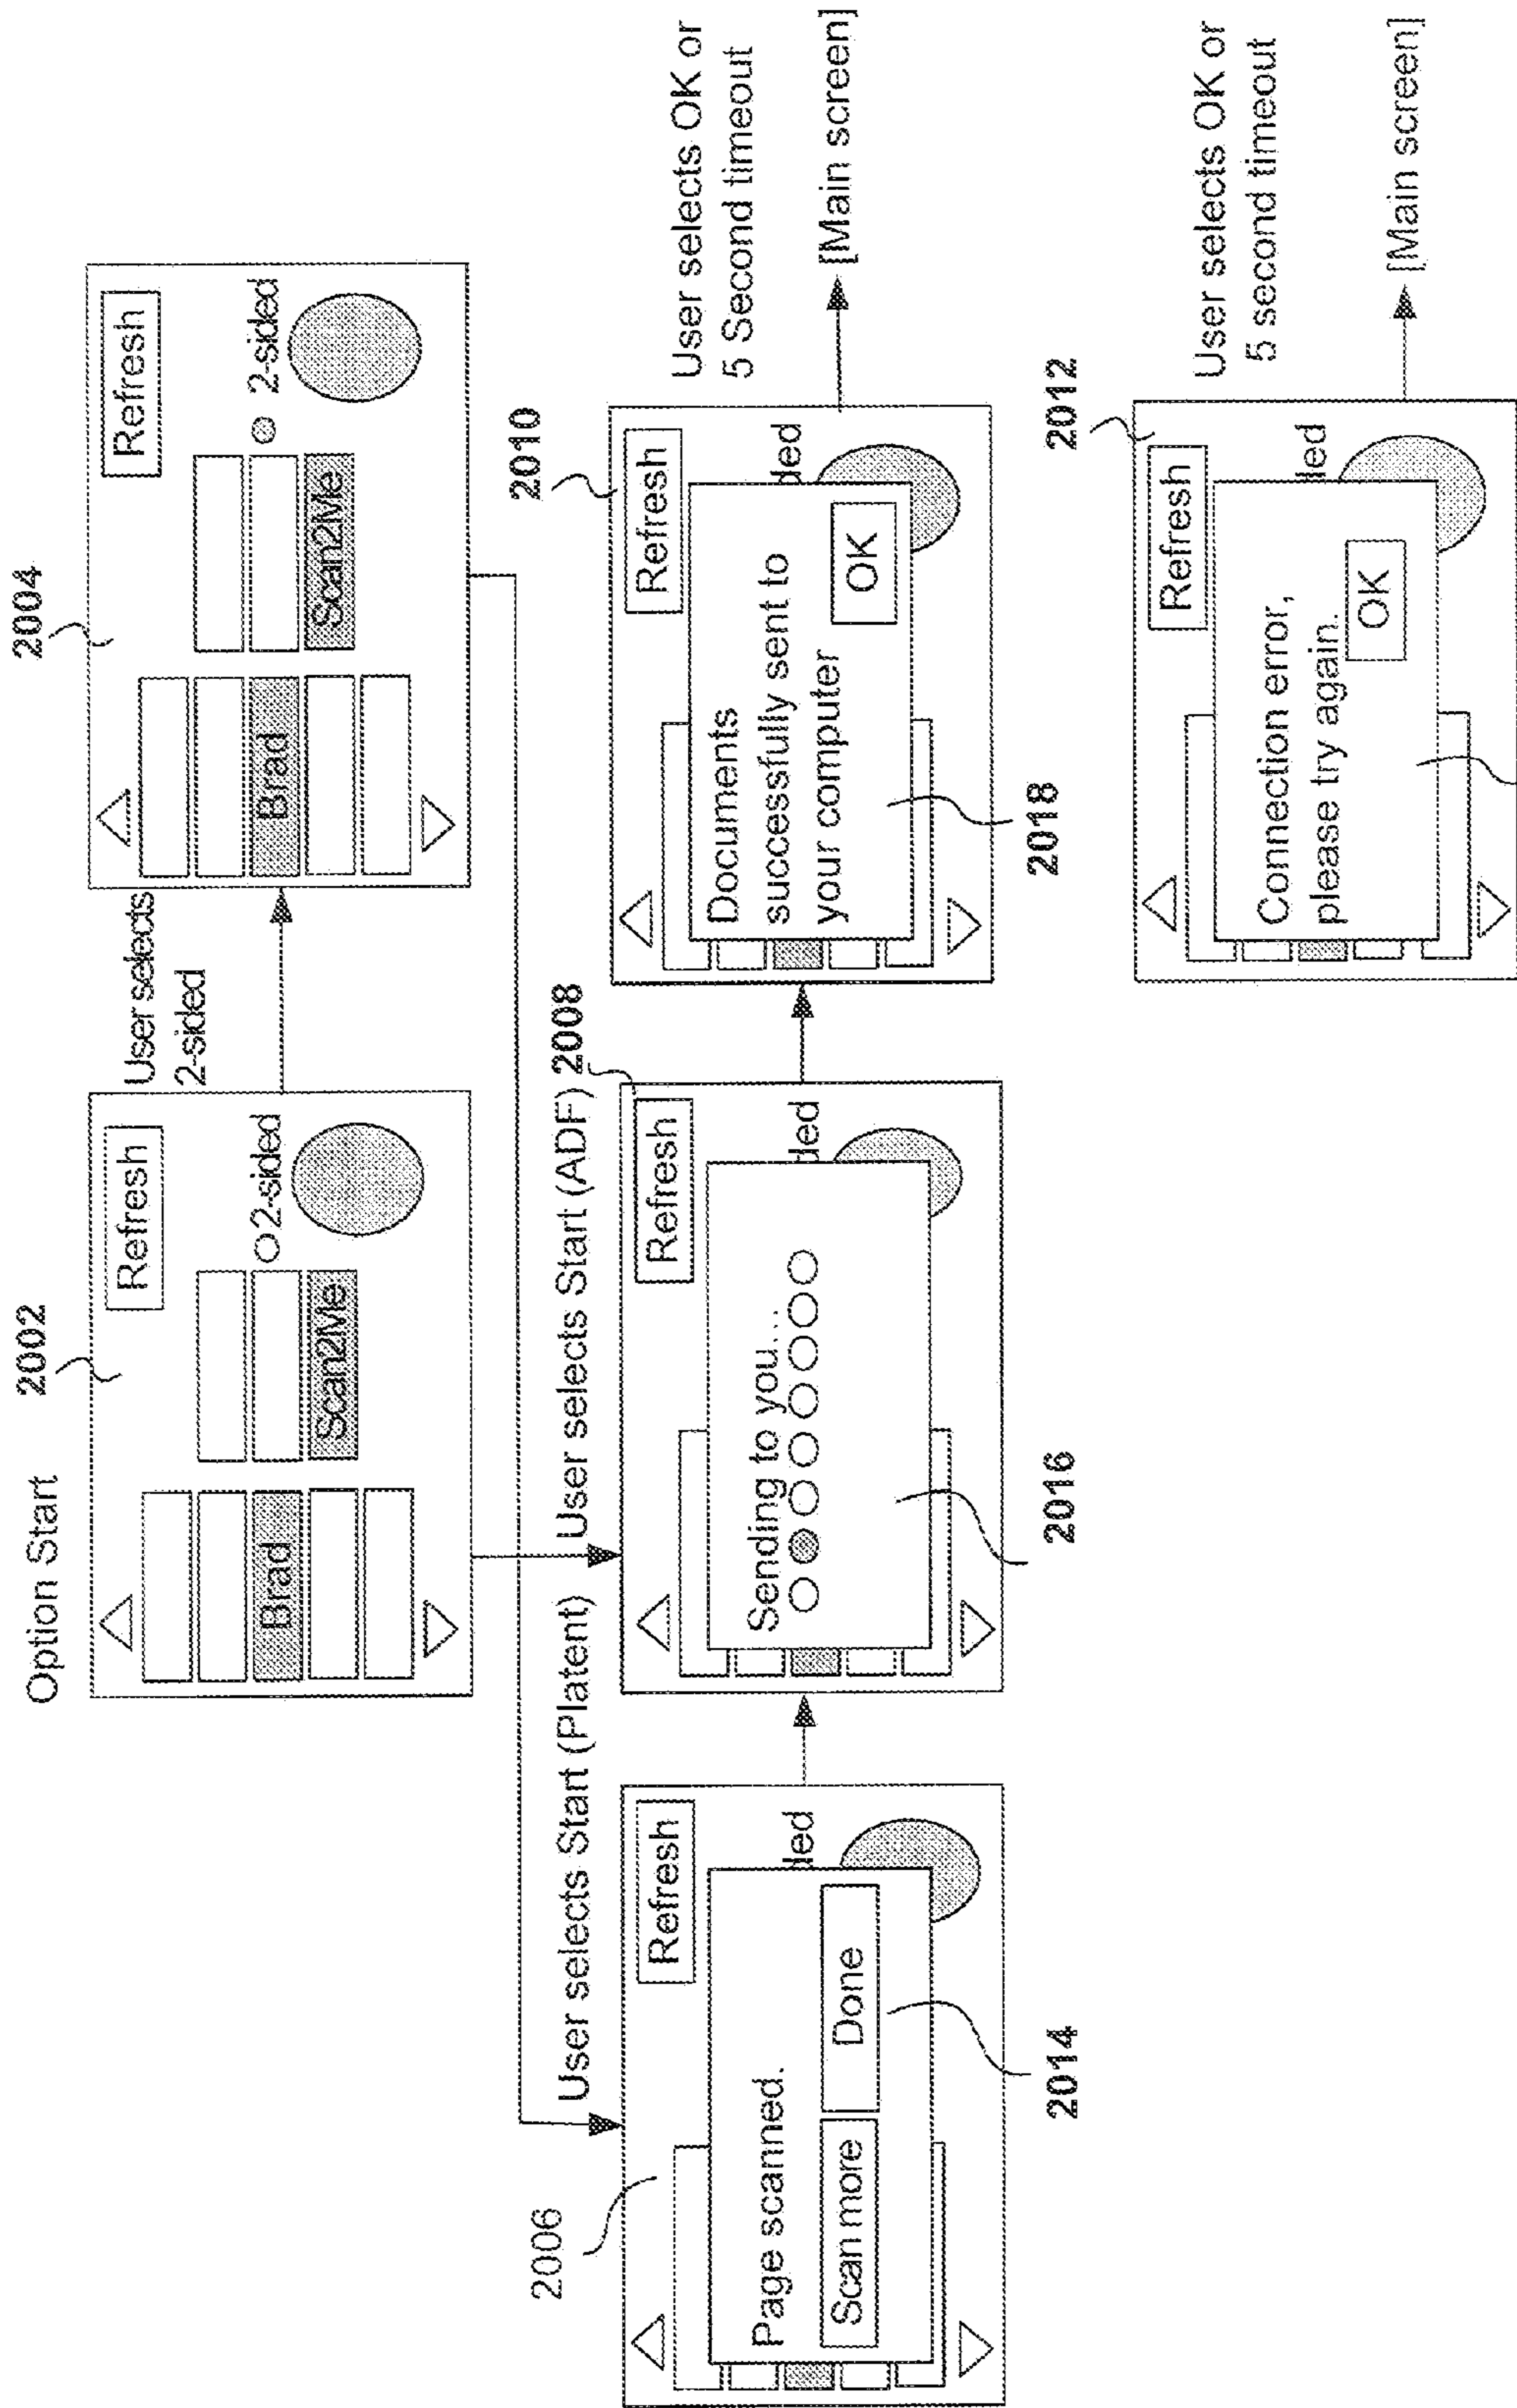 Option Start
2002
Refresh
Brad
2-sided
Scan2Me
User selects
2-sided
2004
Refresh
Brad
2-sided
Scan2Me
User selects Start (Platent)
User selects Start (ADF)
2006
Refresh
Page scanned.
ded
Scan more
Done
2014
2008
Refresh
Sending to you...
ded
2016
2010
Refresh
Documents
successfully sent to
your computer
ded
OK
2018
User selects OK or
5 Second timeout
[Main screen]
2012
Refresh
Connection error,
please try again.
led
OK
User selects OK or
5 second timeout
[Main screen]